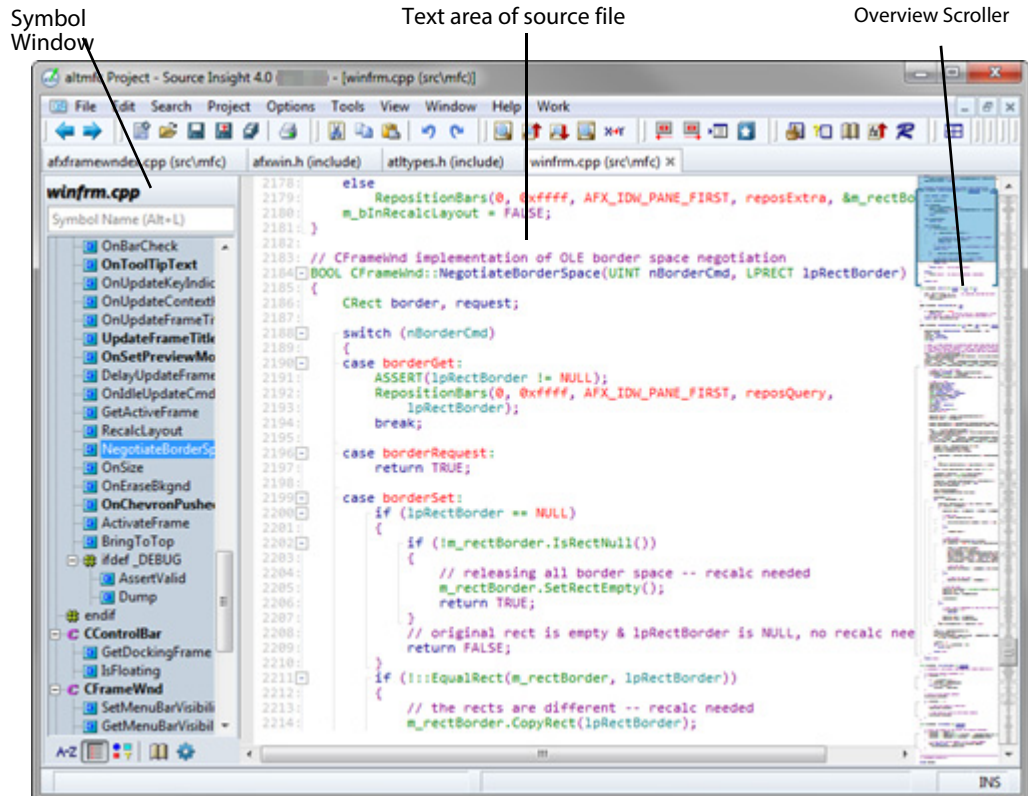 Symbol
Window
Text area of source file
Overview Scroller
altmfc Project - Source Insight 4.0 - [winfrm.cpp (src\mfc)]
File Edit Search Project Options Tools View Window Help Work
afxframewndex.cpp (src\mfc) afxwin.h (include) atltypes.h (include) winfrm.cpp (src\mfc)
winfrm.cpp
Symbol Name (Alt+L)
OnBarCheck
OnToolTipText
OnUpdateKeyIndic
OnUpdateContextH
OnUpdateFrameTi
UpdateFrameTitle
OnSetPreviewMo
DelayUpdateFrame
OnIdleUpdateCmd
GetActiveFrame
RecalcLayout
NegotiateBorderSp
OnSize
OnEraseBkgnd
OnChevronPushed
ActivateFrame
BringToTop
ifdef _DEBUG
AssertValid
Dump
endif
CControlBar
GetDockingFrame
IsFloating
CFrameWnd
SetMenuBarVisibili
GetMenuBarVisibil
A-Z
2178: else
2179: RepositionBars(0, 0xffff, AFX_IDW_PANE_FIRST, reposExtra, &m_rectBo
2180: m_bInRecalcLayout = FALSE;
2181: }
2182:
2183: // CFrameWnd implementation of OLE border space negotiation
2184: BOOL CFrameWnd::NegotiateBorderSpace(UINT nBorderCmd, LPRECT lpRectBorder)
2185: {
2186: CRect border, request;
2187:
2188: switch (nBorderCmd)
2189: {
2190: case borderGet:
2191: ASSERT(lpRectBorder != NULL);
2192: RepositionBars(0, 0xffff, AFX_IDW_PANE_FIRST, reposQuery,
2193: lpRectBorder);
2194: break;
2195:
2196: case borderRequest:
2197: return TRUE;
2198:
2199: case borderSet:
2200: if (lpRectBorder == NULL)
2201: {
2202: if (!m_rectBorder.IsRectNull())
2203: {
2204: // releasing all border space -- recalc needed
2205: m_rectBorder.SetRectEmpty();
2206: return TRUE;
2207: }
2208: // original rect is empty & lpRectBorder is NULL, no recalc nee
2209: return FALSE;
2210: }
2211: if (!::EqualRect(m_rectBorder, lpRectBorder))
2212: {
2213: // the rects are different -- recalc needed
2214: m_rectBorder.CopyRect(lpRectBorder);
INS